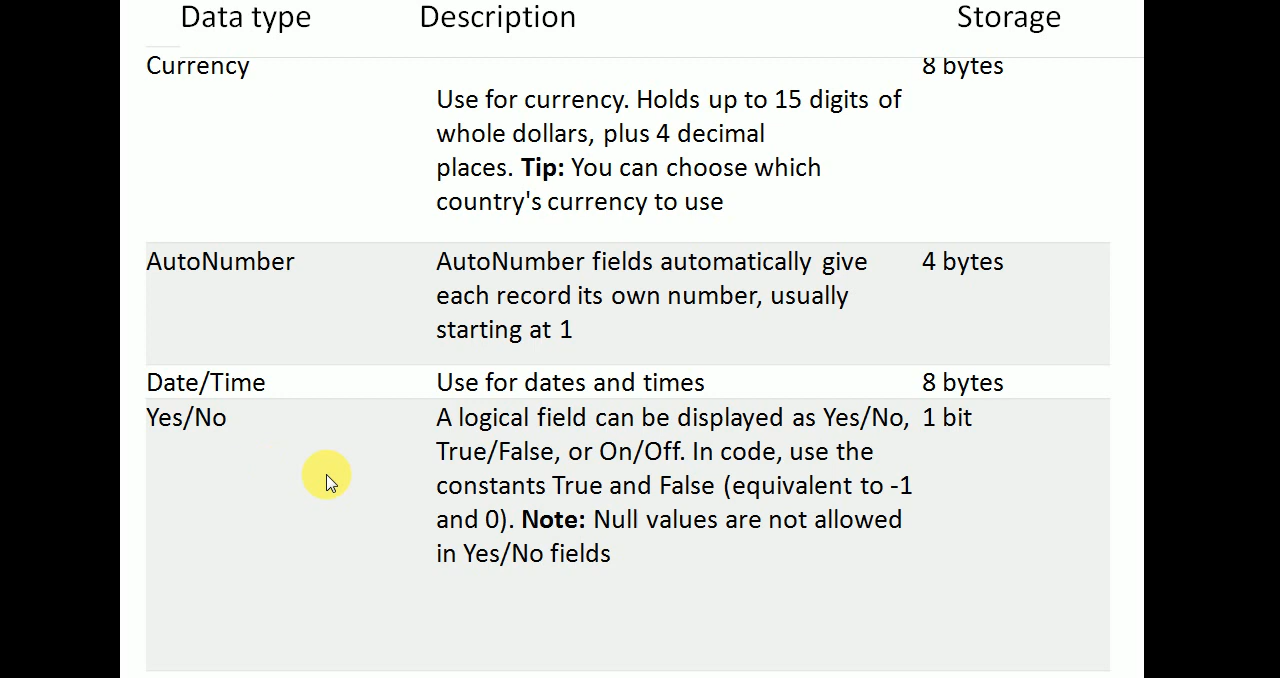 Data type Description Storage
Currency 8 bytes
Use for currency. Holds up to 15 digits of
whole dollars, plus 4 decimal
places. Tip: You can choose which
country's currency to use
AutoNumber AutoNumber fields automatically give 4 bytes
each record its own number, usually
starting at 1
Date/Time Use for dates and times 8 bytes
Yes/No A logical field can be displayed as Yes/No, 1 bit
True/False, or On/Off. In code, use the
constants True and False (equivalent to -1
and 0). Note: Null values are not allowed
in Yes/No fields